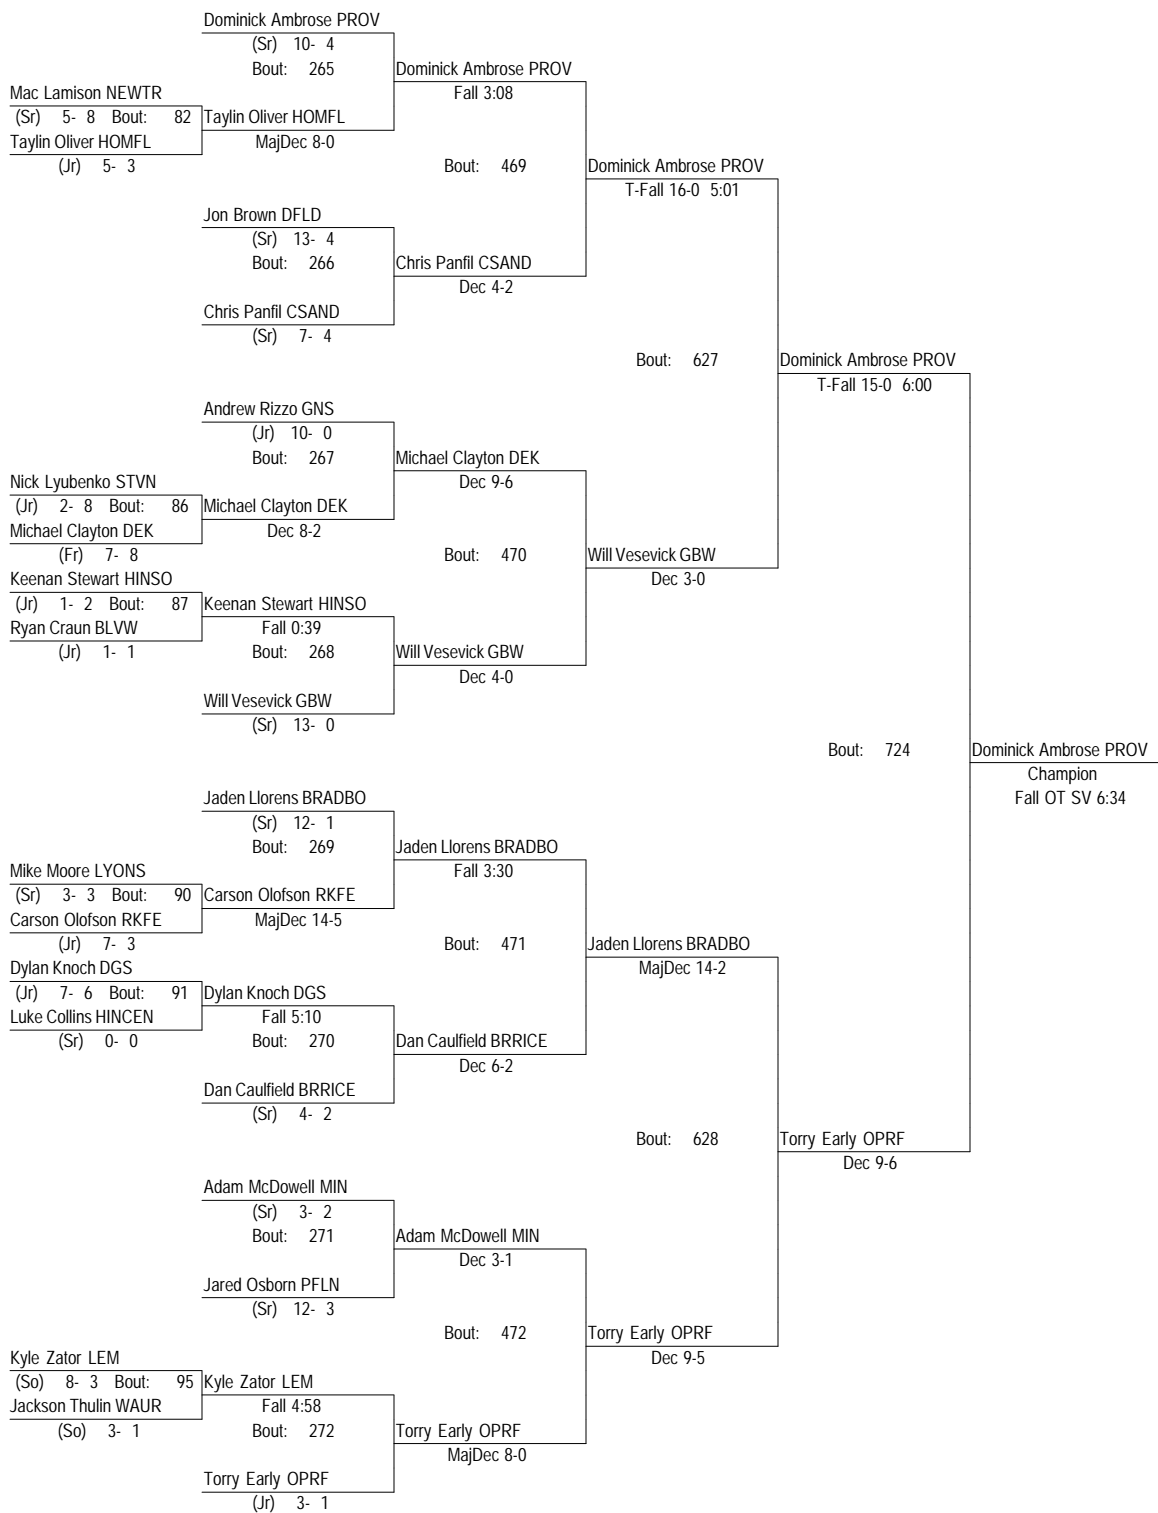 Dominick Ambrose PROV
(Sr) 10- 4
Bout: 265
Dominick Ambrose PROV
Fall 3:08
Mac Lamison NEWTR
(Sr) 5- 8 Bout: 82
Taylin Oliver HOMFL
Taylin Oliver HOMFL
MajDec 8-0
(Jr) 5- 3
Bout: 469
Dominick Ambrose PROV
T-Fall 16-0 5:01
Jon Brown DFLD
(Sr) 13- 4
Bout: 266
Chris Panfil CSAND
Dec 4-2
Chris Panfil CSAND
(Sr) 7- 4
Bout: 627
Dominick Ambrose PROV
T-Fall 15-0 6:00
Andrew Rizzo GNS
(Jr) 10- 0
Bout: 267
Michael Clayton DEK
Dec 9-6
Nick Lyubenko STVN
(Jr) 2- 8 Bout: 86
Michael Clayton DEK
Michael Clayton DEK
Dec 8-2
(Fr) 7- 8
Bout: 470
Will Vesevick GBW
Dec 3-0
Keenan Stewart HINSO
(Jr) 1- 2 Bout: 87
Keenan Stewart HINSO
Ryan Craun BLVW
Fall 0:39
(Jr) 1- 1
Bout: 268
Will Vesevick GBW
Dec 4-0
Will Vesevick GBW
(Sr) 13- 0
Bout: 724
Dominick Ambrose PROV
Champion
Fall OT SV 6:34
Jaden Llorens BRADBO
(Sr) 12- 1
Bout: 269
Jaden Llorens BRADBO
Fall 3:30
Mike Moore LYONS
(Sr) 3- 3 Bout: 90
Carson Olofson RKFE
Carson Olofson RKFE
MajDec 14-5
(Jr) 7- 3
Bout: 471
Jaden Llorens BRADBO
MajDec 14-2
Dylan Knoch DGS
(Jr) 7- 6 Bout: 91
Dylan Knoch DGS
Luke Collins HINCEN
Fall 5:10
(Sr) 0- 0
Bout: 270
Dan Caulfield BRRICE
Dec 6-2
Dan Caulfield BRRICE
(Sr) 4- 2
Bout: 628
Torry Early OPRF
Dec 9-6
Adam McDowell MIN
(Sr) 3- 2
Bout: 271
Adam McDowell MIN
Dec 3-1
Jared Osborn PFLN
(Sr) 12- 3
Bout: 472
Torry Early OPRF
Dec 9-5
Kyle Zator LEM
(So) 8- 3 Bout: 95
Kyle Zator LEM
Jackson Thulin WAUR
Fall 4:58
(So) 3- 1
Bout: 272
Torry Early OPRF
MajDec 8-0
Torry Early OPRF
(Jr) 3- 1